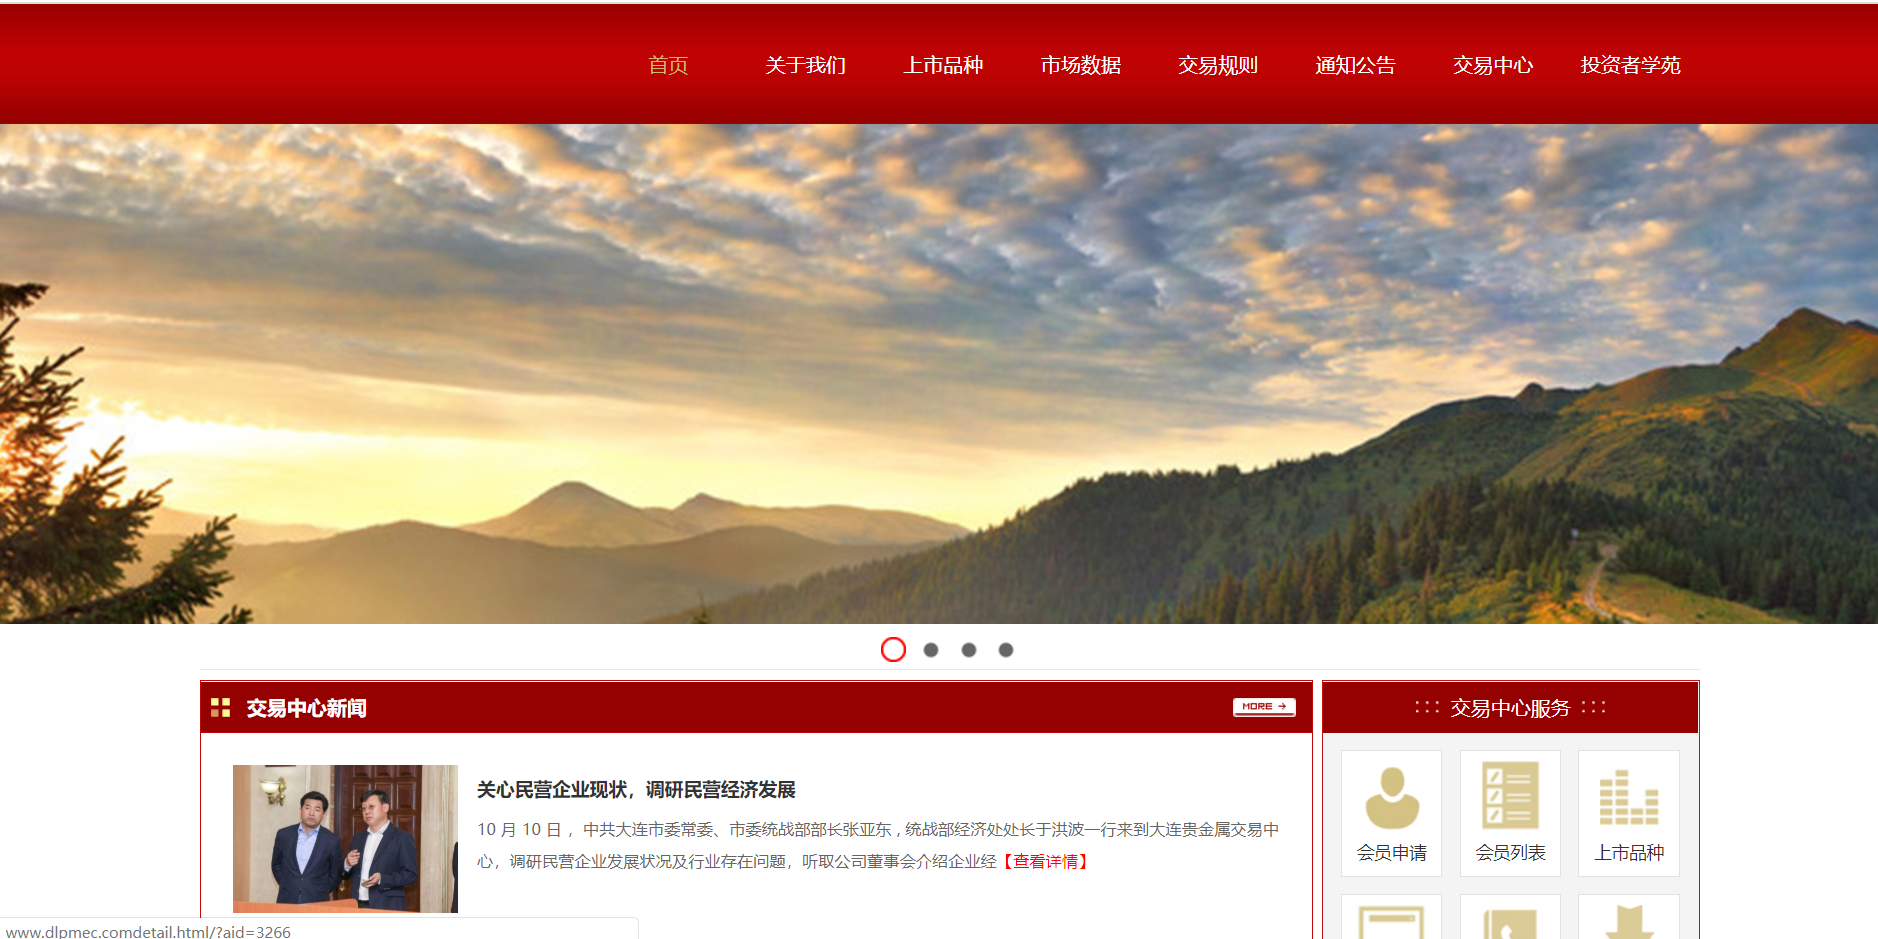 首页 关于我们 上市品种 市场数据 交易规则 通知公告 交易中心 投资者学苑
交易中心新闻
MORE →
关心民营企业现状，调研民营经济发展
10 月 10 日 ，中共大连市委常委、市委统战部部长张亚东 , 统战部经济处处长于洪波一行来到大连贵金属交易中
心，调研民营企业发展状况及行业存在问题，听取公司董事会介绍企业经【查看详情】
交易中心服务
会员申请 会员列表 上市品种
www.dlpmec.comdetail.html/?aid=3266